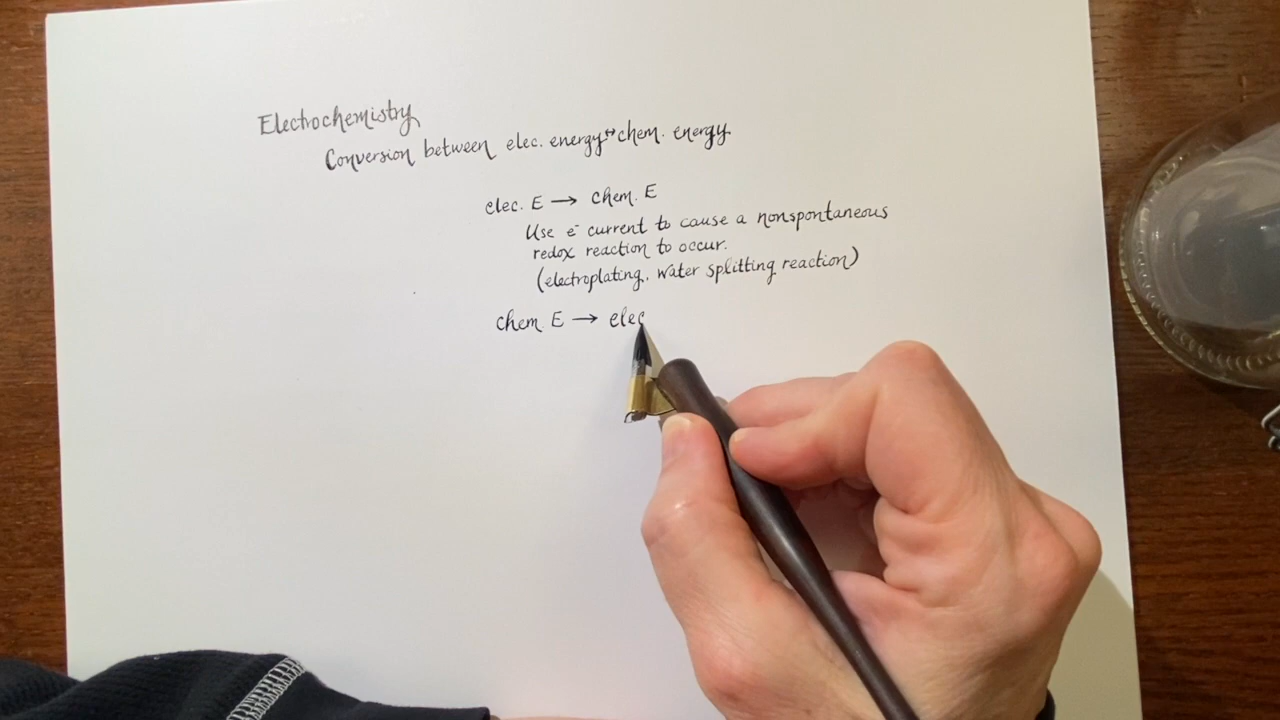 Electrochemistry
Conversion between elec. energy↔chem. energy
elec. E → chem. E
Use e⁻ current to cause a nonspontaneous
redox reaction to occur.
(electroplating, water splitting reaction)
chem. E → elec